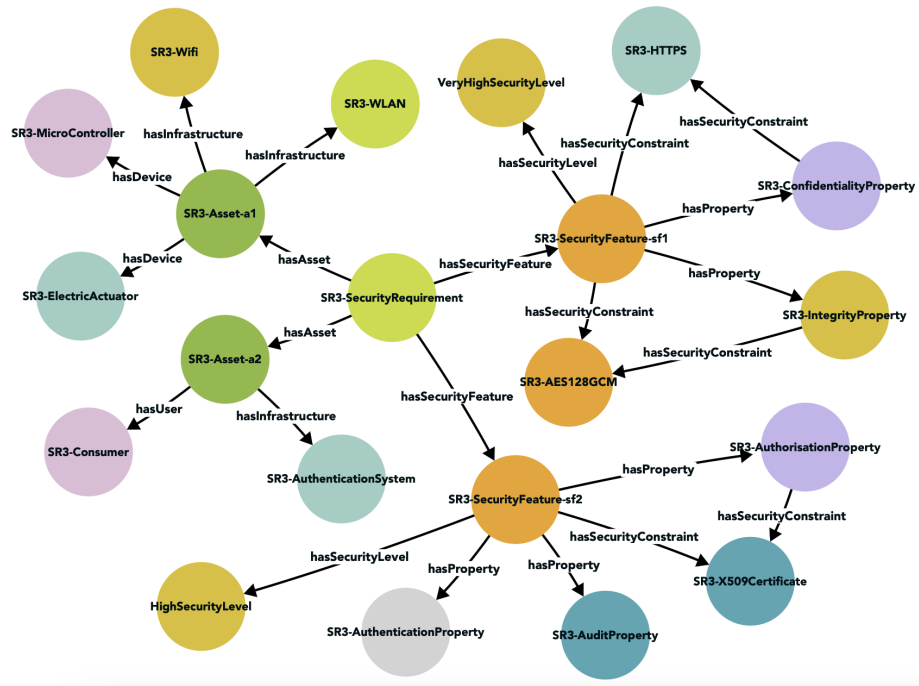 SR3-Wifi
SR3-HTTPS
VeryHighSecurityLevel
SR3-WLAN
hasSecurityConstraint
SR3-MicroController
hasInfrastructure
hasSecurityConstraint
hasInfrastructure
hasSecurityLevel
hasDevice
SR3-ConfidentialityProperty
SR3-Asset-a1
hasProperty
SR3-SecurityFeature-sf1
hasDevice
hasAsset
hasSecurityFeature
hasProperty
SR3-ElectricActuator
SR3-SecurityRequirement
hasSecurityConstraint
SR3-IntegrityProperty
hasAsset
hasSecurityConstraint
SR3-Asset-a2
SR3-AES128GCM
hasSecurityFeature
hasUser
hasInfrastructure
SR3-Consumer
SR3-AuthorisationProperty
hasProperty
SR3-AuthenticationSystem
SR3-SecurityFeature-sf2
hasSecurityConstraint
hasSecurityConstraint
hasSecurityLevel
hasProperty
hasProperty
SR3-X509Certificate
HighSecurityLevel
SR3-AuthenticationProperty
SR3-AuditProperty